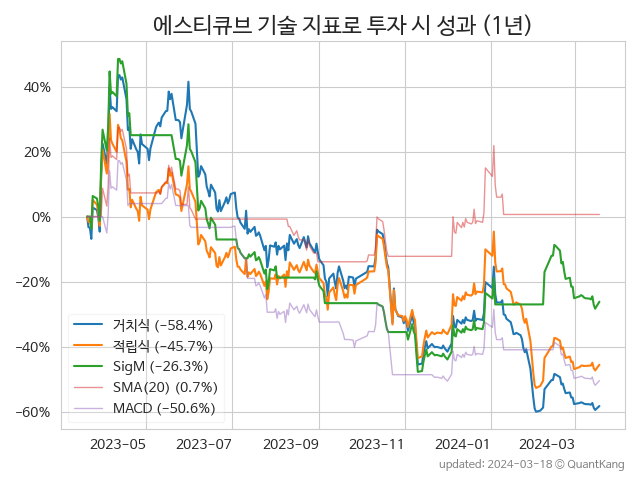 에스티큐브 기술 지표로 투자 시 성과 (1년)
40%
20%
0%
−20%
−40%
−60%
거치식 (−58.4%)
적립식 (−45.7%)
SigM (−26.3%)
SMA(20) (0.7%)
MACD (−50.6%)
2023-05
2023-07
2023-09
2023-11
2024-01
2024-03
updated: 2024-03-18 © QuantKang